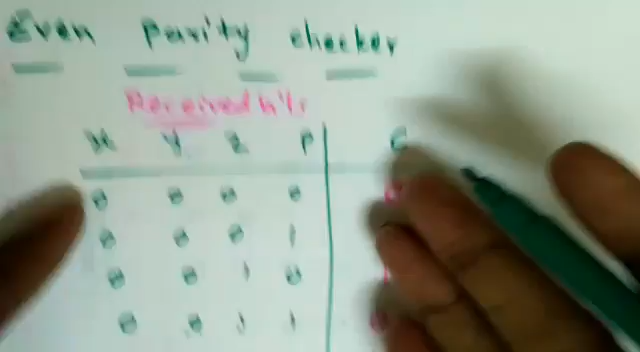 Even parity checker
Received bits
X Y Z P C
0 0 0 0
0 0 0 1
0 0 1 0
0 0 1 1